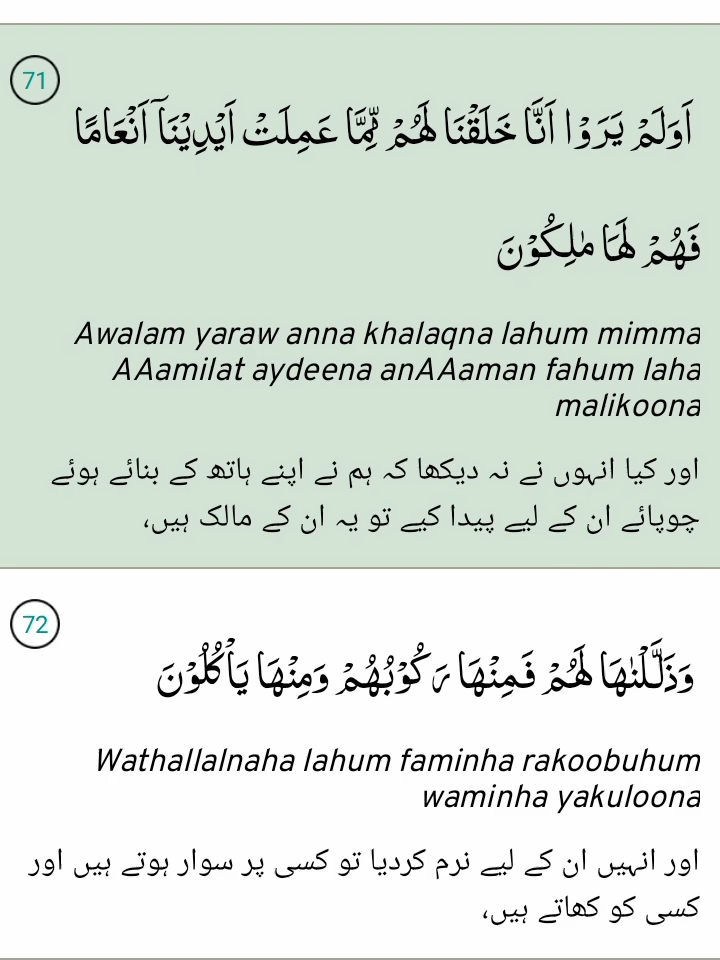 71
اَوَلَمْ يَرَوْا اَنَّا خَلَقْنَا لَهُمْ مِّمَّا عَمِلَتْ اَيْدِيْنَاۤ اَنْعَامًا
فَهُمْ لَهَا مٰلِكُوْنَ
Awalam yaraw anna khalaqna lahum mimma
AAamilat aydeena anAAaman fahum laha
malikoona
اور کیا انہوں نے نہ دیکھا کہ ہم نے اپنے ہاتھ کے بنائے ہوئے
چوپائے ان کے لیے پیدا کیے تو یہ ان کے مالک ہیں،
72
وَذَلَّلْنٰهَا لَهُمْ فَمِنْهَا رَكُوْبُهُمْ وَمِنْهَا يَاْكُلُوْنَ
Wathallalnaha lahum faminha rakoobuhum
waminha yakuloona
اور انہیں ان کے لیے نرم کردیا تو کسی پر سوار ہوتے ہیں اور
کسی کو کھاتے ہیں،